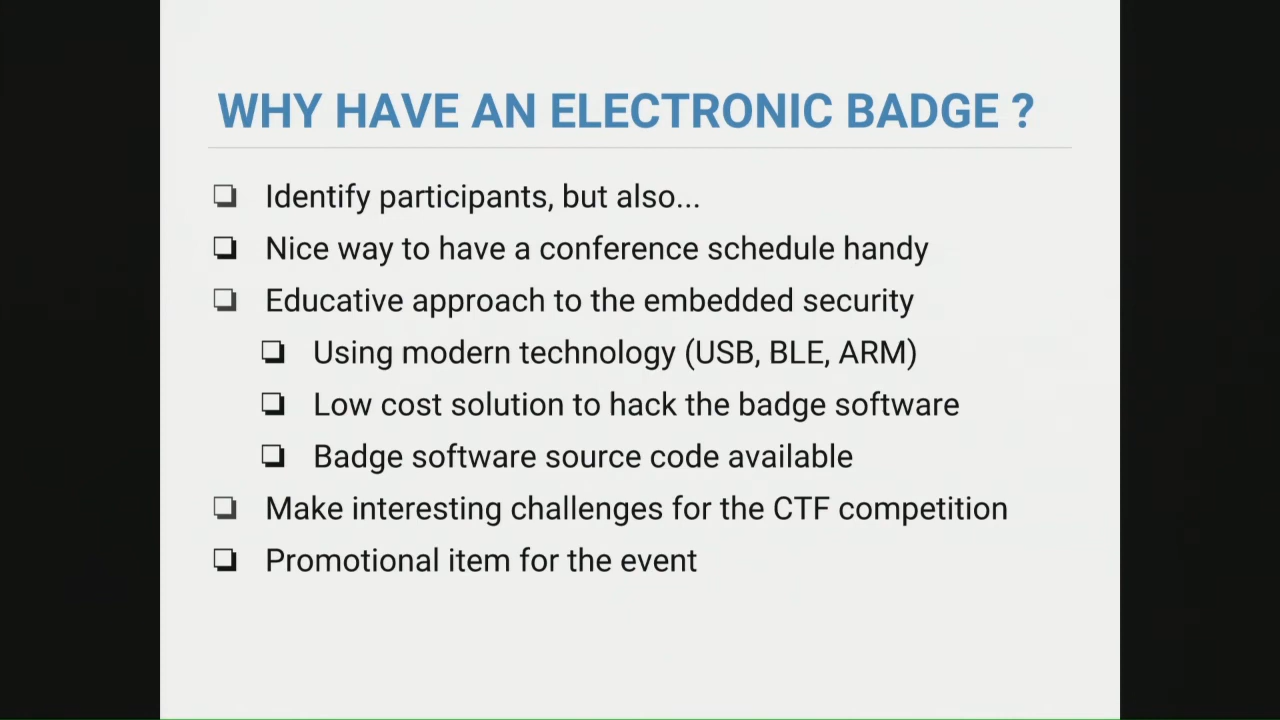 WHY HAVE AN ELECTRONIC BADGE ?
Identify participants, but also...
Nice way to have a conference schedule handy
Educative approach to the embedded security
Using modern technology (USB, BLE, ARM)
Low cost solution to hack the badge software
Badge software source code available
Make interesting challenges for the CTF competition
Promotional item for the event